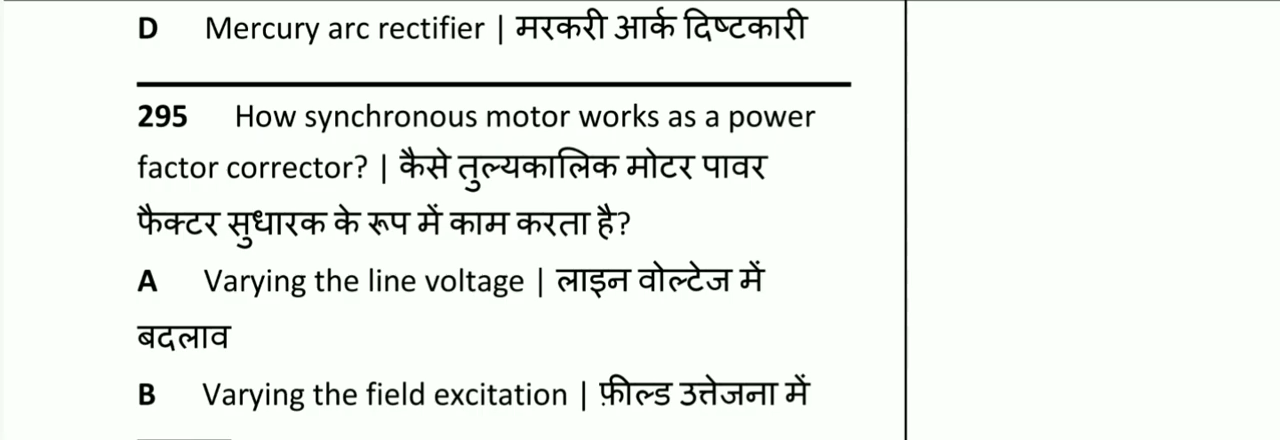 D Mercury arc rectifier | मरकरी आर्क दिष्टकारी
295 How synchronous motor works as a power
factor corrector? | कैसे तुल्यकालिक मोटर पावर
फैक्टर सुधारक के रूप में काम करता है?
A Varying the line voltage | लाइन वोल्टेज में
बदलाव
B Varying the field excitation | फ़ील्ड उत्तेजना में